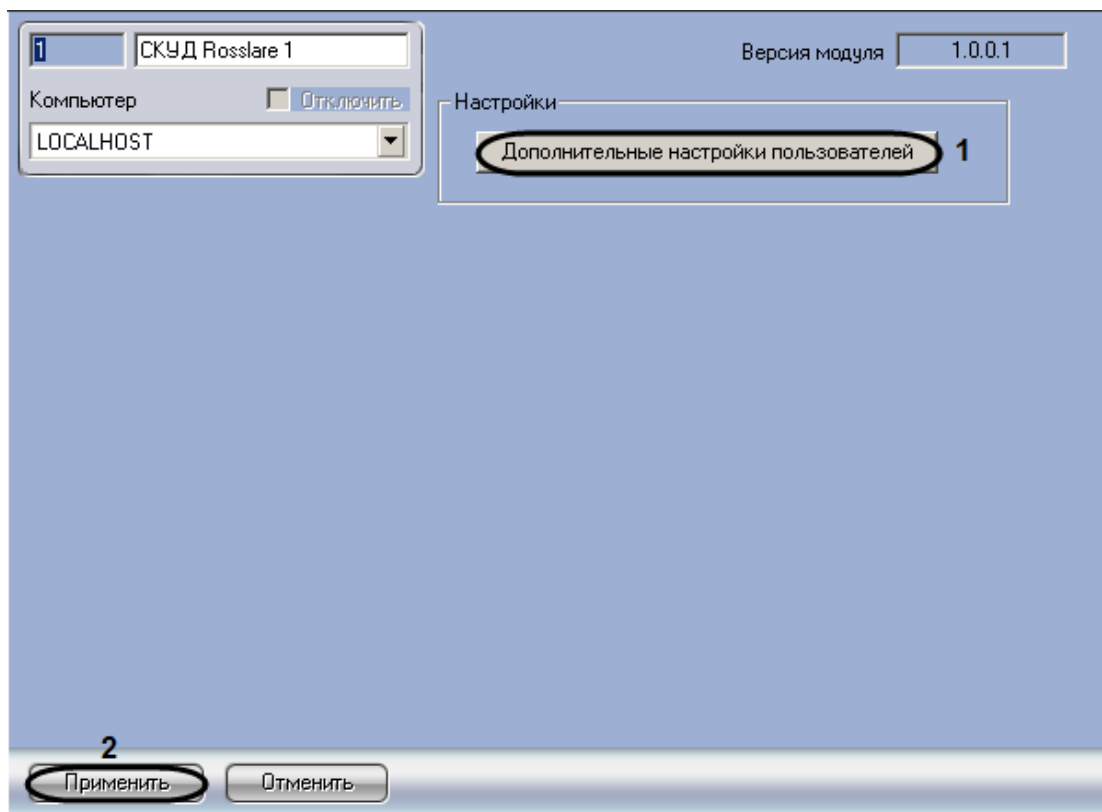 1 СКУД Rosslare 1
Версия модуля 1.0.0.1
Компьютер Отключить
LOCALHOST
Настройки
Дополнительные настройки пользователей 1
2
Применить Отменить